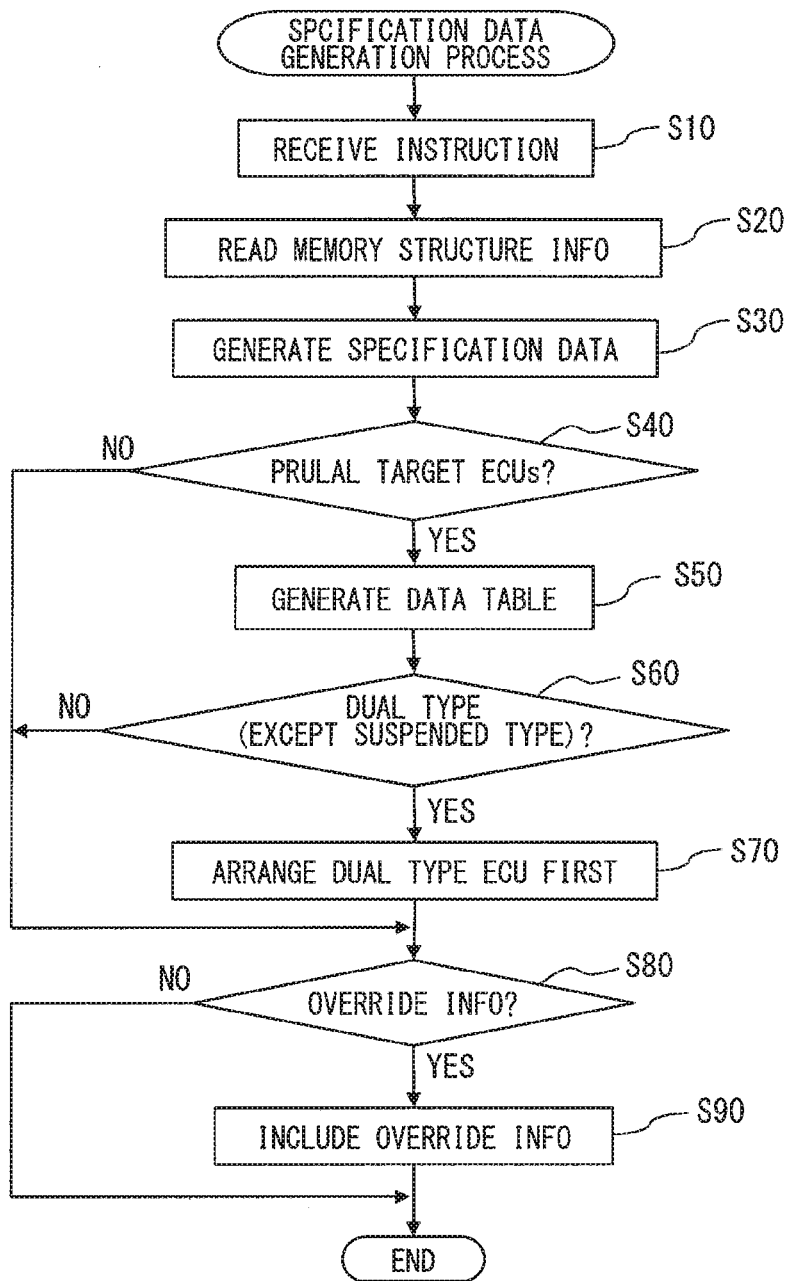 SPCIFICATION DATA
GENERATION PROCESS
RECEIVE INSTRUCTION
S10
READ MEMORY STRUCTURE INFO
S20
GENERATE SPECIFICATION DATA
S30
PRULAL TARGET ECUs?
S40
NO
YES
GENERATE DATA TABLE
S50
DUAL TYPE
(EXCEPT SUSPENDED TYPE)?
S60
NO
YES
ARRANGE DUAL TYPE ECU FIRST
S70
OVERRIDE INFO?
S80
NO
YES
INCLUDE OVERRIDE INFO
S90
END